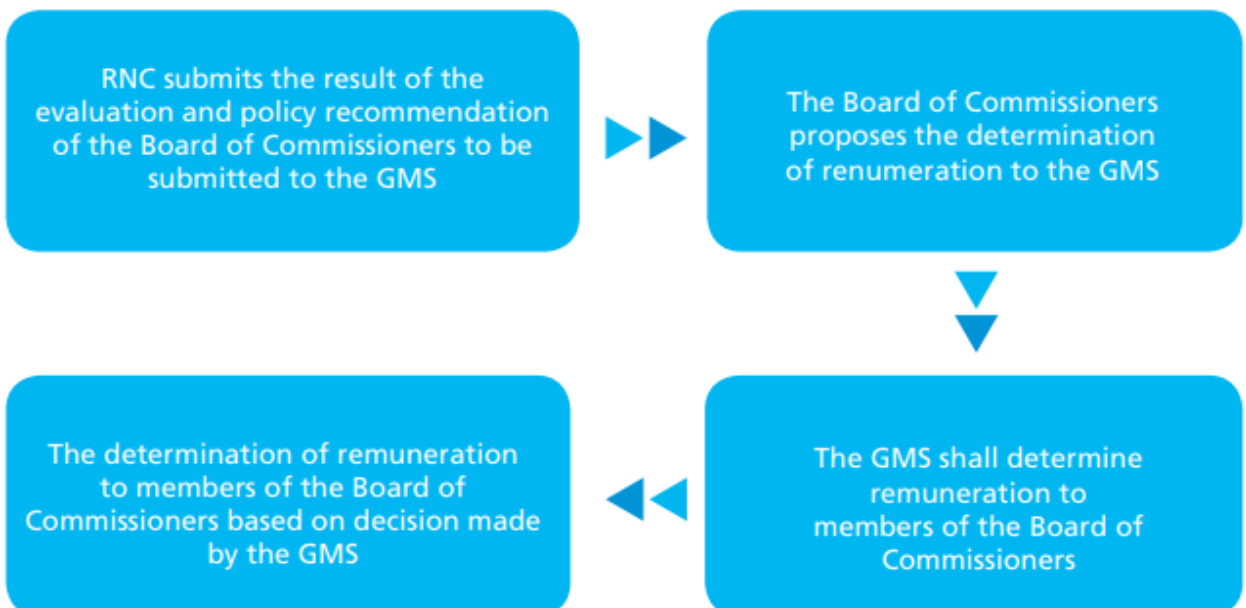 RNC submits the result of the
evaluation and policy recommendation
of the Board of Commissioners to be
submitted to the GMS
The Board of Commissioners
proposes the determination
of renumeration to the GMS
The GMS shall determine
remuneration to
members of the Board of
Commissioners
The determination of remuneration
to members of the Board of
Commissioners based on decision made
by the GMS